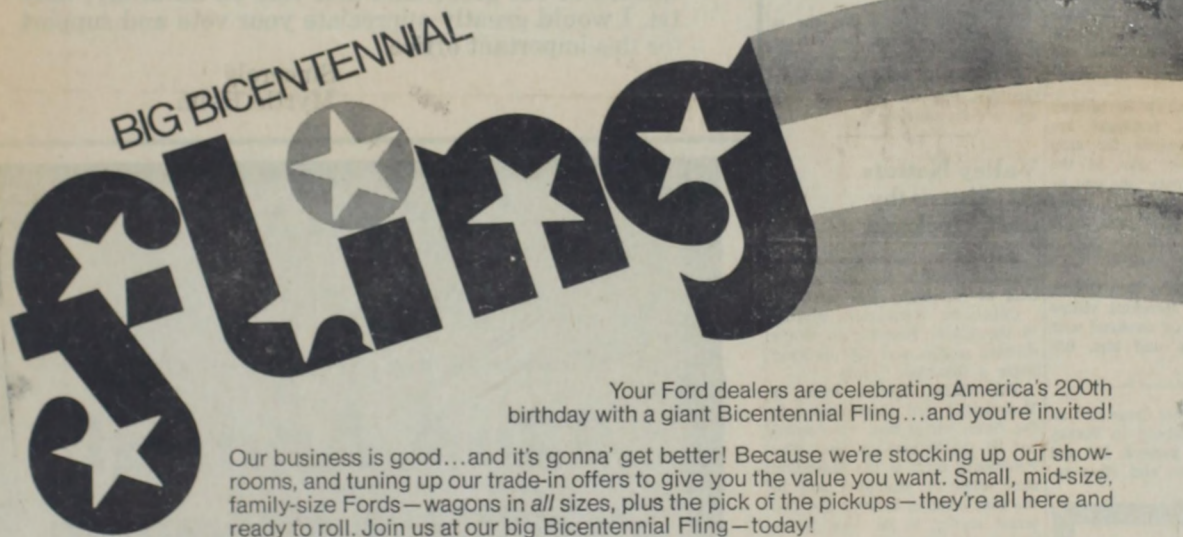 BIG BICENTENNIAL
fling
Your Ford dealers are celebrating America's 200th
birthday with a giant Bicentennial Fling...and you're invited!
Our business is good...and it's gonna' get better! Because we're stocking up our show-
rooms, and tuning up our trade-in offers to give you the value you want. Small, mid-size,
family-size Fords—wagons in all sizes, plus the pick of the pickups—they're all here and
ready to roll. Join us at our big Bicentennial Fling—today!